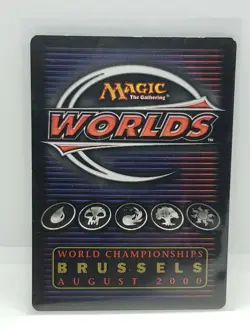 MAGIC
The Gathering
WORLDS
WORLD CHAMPIONSHIPS
BRUSSELS
AUGUST 2000